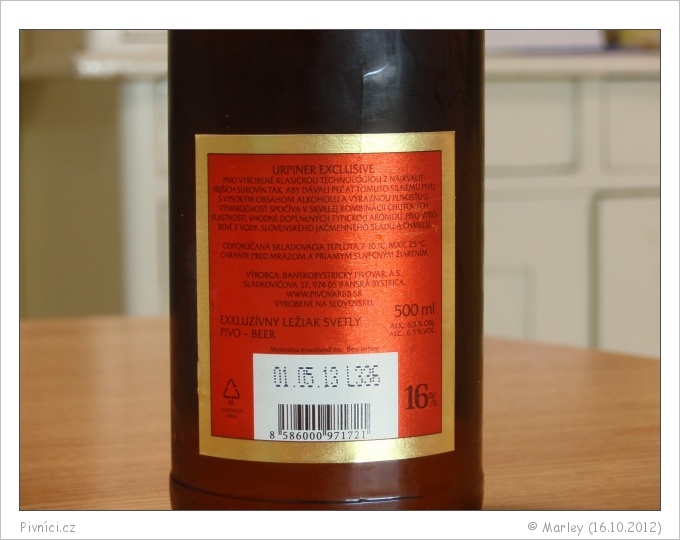 URPINER EXCLUSIVE
PIVO VYROBENÉ KLASICKOU TECHNOLÓGIOU Z NAJKVALIT-
NEJŠÍCH SUROVÍN TAK, ABY DÁVALI PEČAŤ TOMUTO SILNÉMU PIVU
S VYSOKÝM OBSAHOM ALKOHOLU A VÝRAZNOU PLNOSŤOU.
VÝNIMOČNOSŤ SPOČÍVA V SKVELEJ KOMBINÁCII CHUŤOVÝCH
VLASTNOSTÍ, VHODNE DOPLNENÝCH TYPICKOU ARÓMOU. PIVO VYRO-
BENÉ Z VODY, SLOVENSKÉHO JAČMENNÉHO SLADU A CHMEĽU.
ODPORÚČANÁ SKLADOVACIA TEPLOTA 7-10 °C, MAX. 25 °C.
CHRÁŇTE PRED MRAZOM A PRIAMYM SLNEČNÝM ŽIARENÍM.
VÝROBCA: BANSKOBYSTRICKÝ PIVOVAR, A.S.,
SLÁDKOVIČOVA 37, 974 05 BANSKÁ BYSTRICA,
WWW.PIVOVARBB.SK
VYROBENÉ NA SLOVENSKU.
500 ml
EXKLUZÍVNY LEŽIAK SVETLÝ
ALK.: 6,5 % OBJ.
PIVO - BEER
ALC.: 6,5 % VOL.
Minimálna trvanlivosť do: Best before:
01.05.13 L336
16%
8 586000 971721
Pivníci.cz
© Marley (16.10.2012)